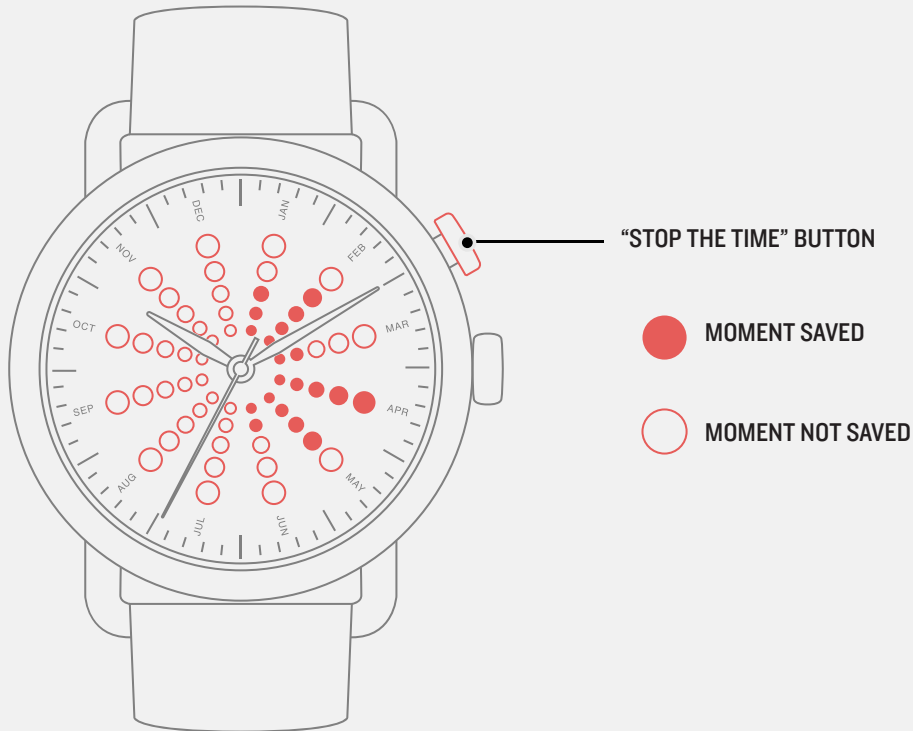 JAN
FEB
MAR
APR
MAY
JUN
JUL
AUG
SEP
OCT
NOV
DEC
“STOP THE TIME” BUTTON
MOMENT SAVED
MOMENT NOT SAVED